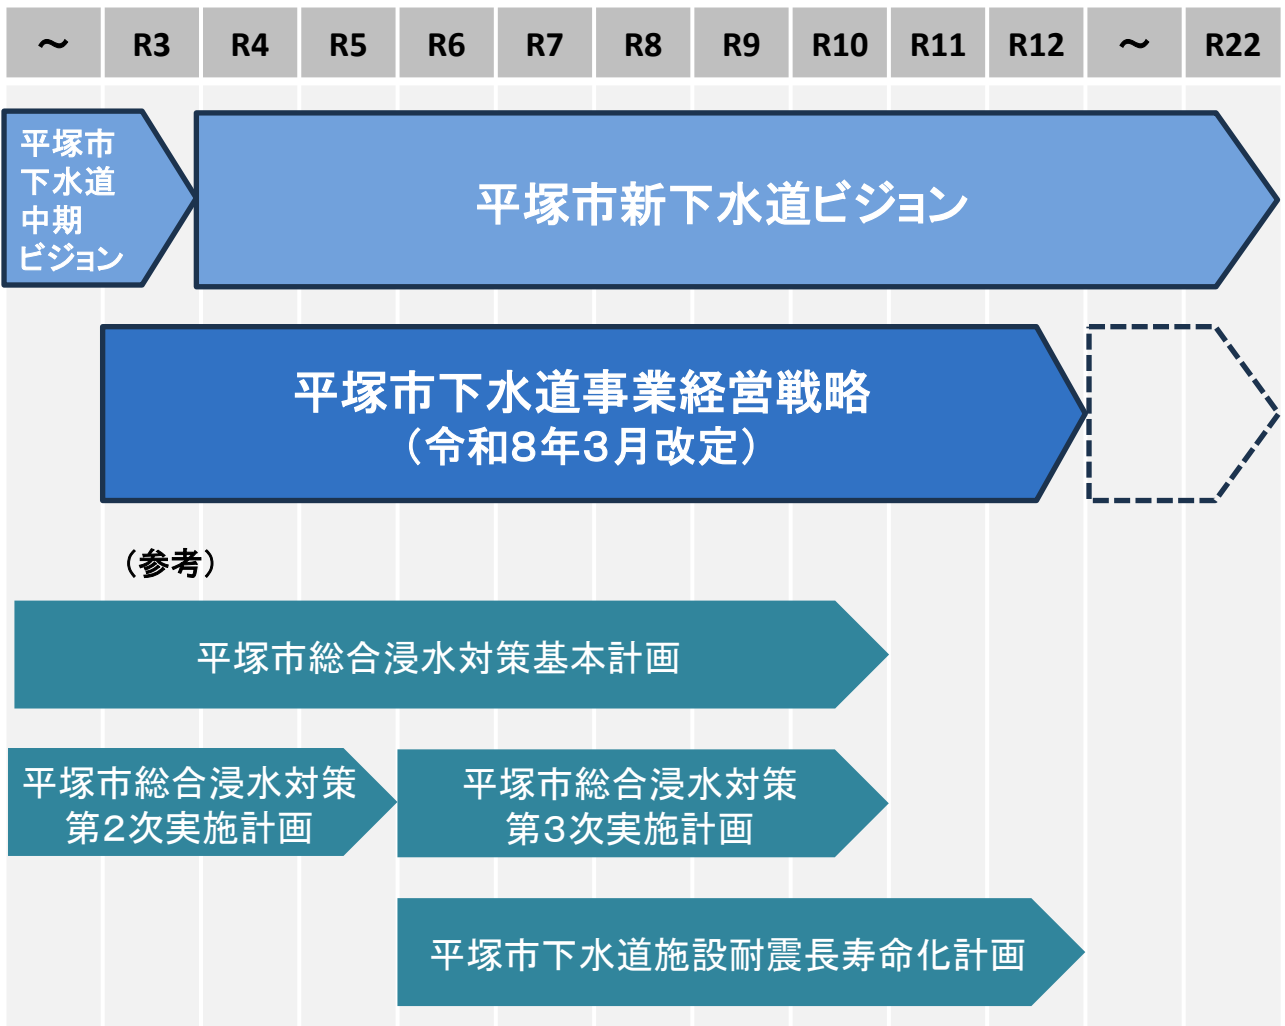 ～ R3 R4 R5 R6 R7 R8 R9 R10 R11 R12 ～ R22
平塚市
下水道
中期
ビジョン
平塚市新下水道ビジョン
平塚市下水道事業経営戦略
（令和８年３月改定）
（参考）
平塚市総合浸水対策基本計画
平塚市総合浸水対策
第２次実施計画
平塚市総合浸水対策
第３次実施計画
平塚市下水道施設耐震長寿命化計画